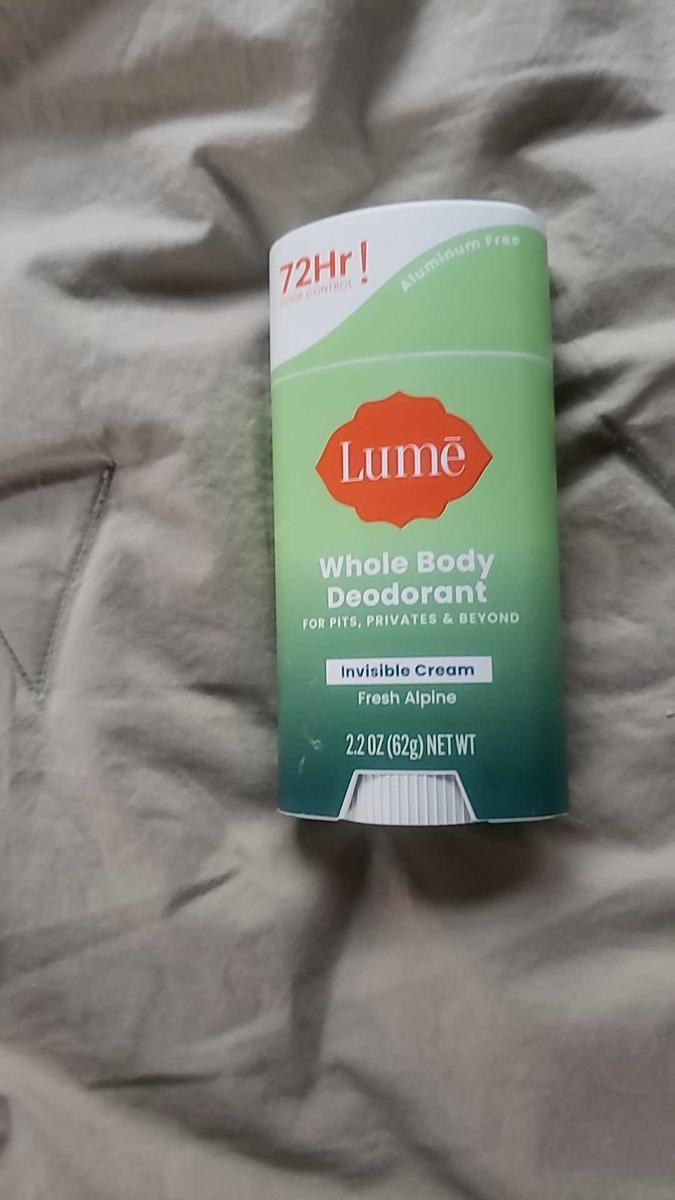 72Hr!
ODOR CONTROL
Aluminum Free
Lumē
Whole Body
Deodorant
FOR PITS, PRIVATES & BEYOND
Invisible Cream
Fresh Alpine
2.2 OZ (62g) NET WT